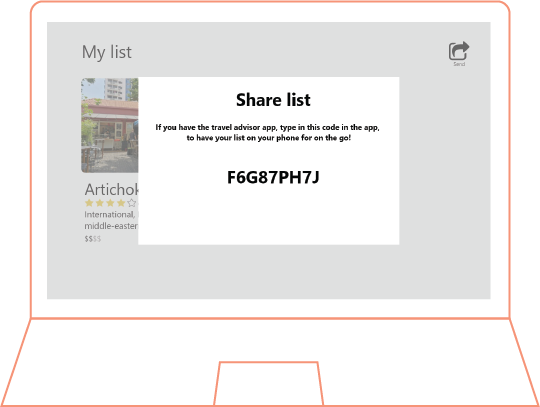 My list
Send
Share list
If you have the travel advisor app, type in this code in the app,
to have your list on your phone for on the go!
F6G87PH7J
Artichok
International,
middle-easter
$$$$